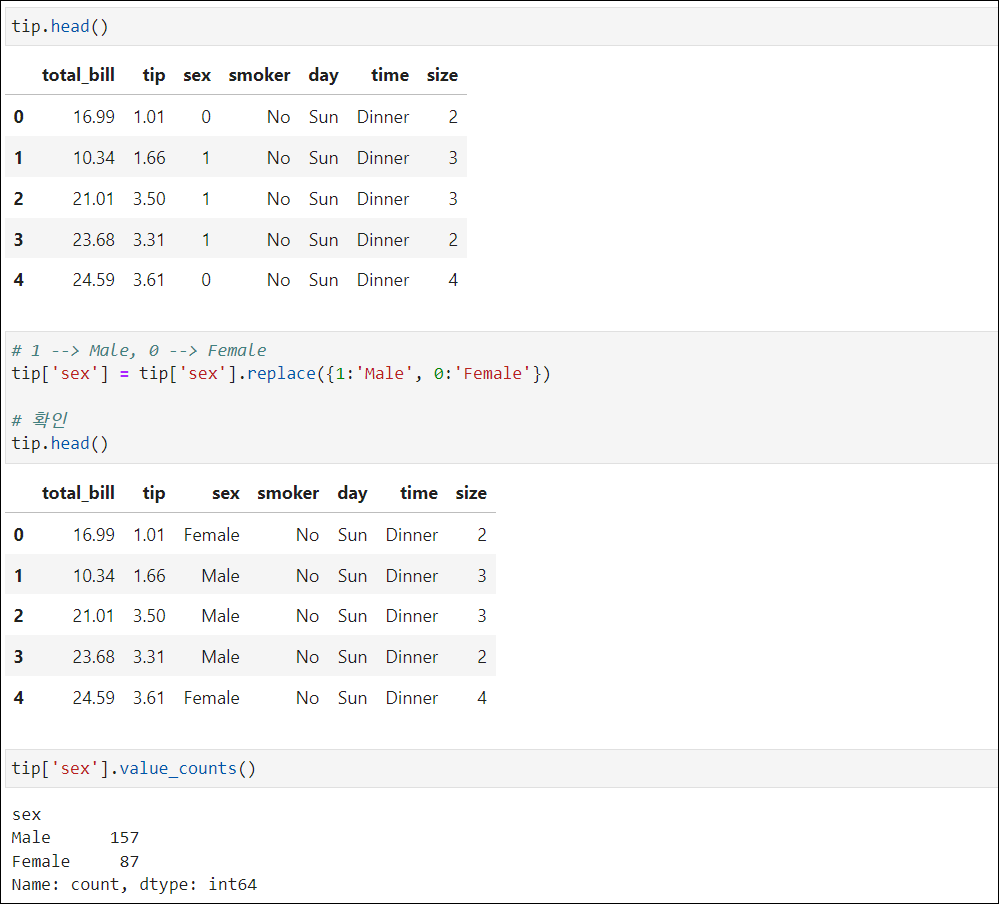 tip.head()
total_bill tip sex smoker day time size
0 16.99 1.01 0 No Sun Dinner 2
1 10.34 1.66 1 No Sun Dinner 3
2 21.01 3.50 1 No Sun Dinner 3
3 23.68 3.31 1 No Sun Dinner 2
4 24.59 3.61 0 No Sun Dinner 4
# 1 --> Male, 0 --> Female
tip['sex'] = tip['sex'].replace({1:'Male', 0:'Female'})
# 확인
tip.head()
total_bill tip sex smoker day time size
0 16.99 1.01 Female No Sun Dinner 2
1 10.34 1.66 Male No Sun Dinner 3
2 21.01 3.50 Male No Sun Dinner 3
3 23.68 3.31 Male No Sun Dinner 2
4 24.59 3.61 Female No Sun Dinner 4
tip['sex'].value_counts()
sex
Male 157
Female 87
Name: count, dtype: int64